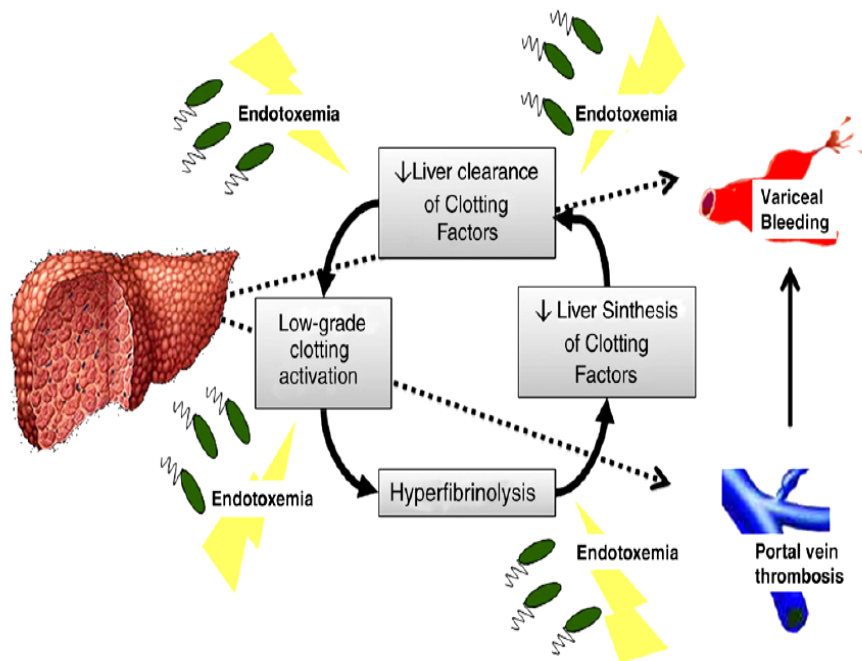 Endotoxemia
Endotoxemia
↓Liver clearance
of Clotting
Factors
Variceal
Bleeding
Low-grade
clotting
activation
↓ Liver Sinthesis
of Clotting
Factors
Endotoxemia
Hyperfibrinolysis
Endotoxemia
Portal vein
thrombosis